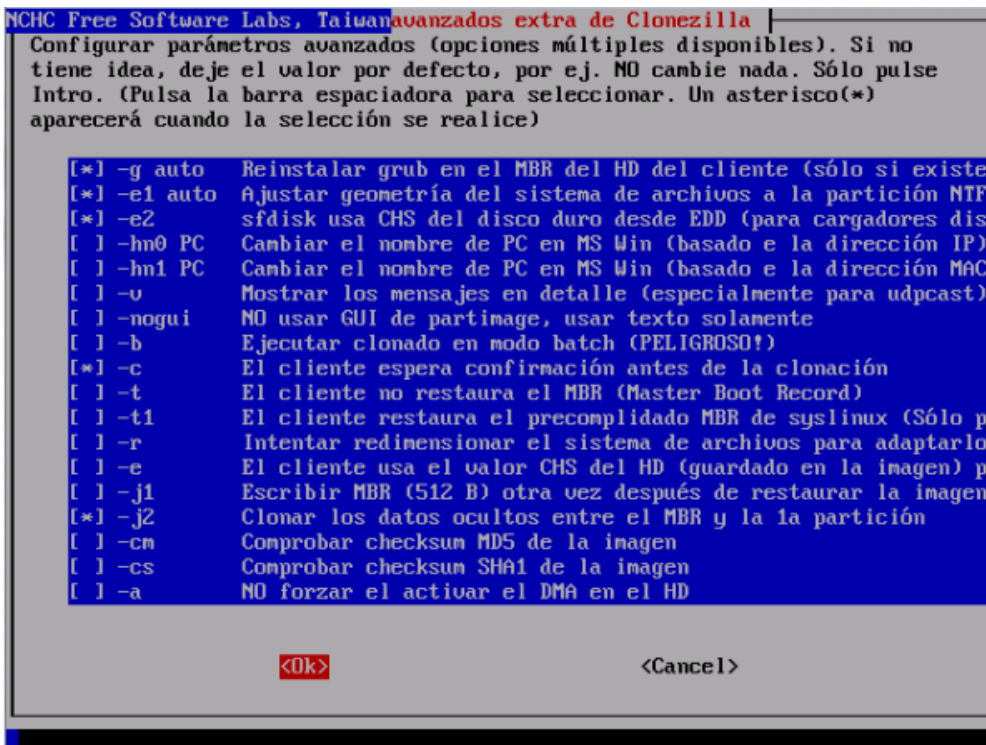 NCHC Free Software Labs, Taiwan avanzados extra de Clonezilla
Configurar parámetros avanzados (opciones múltiples disponibles). Si no
tiene idea, deje el valor por defecto, por ej. NO cambie nada. Sólo pulse
Intro. (Pulsa la barra espaciadora para seleccionar. Un asterisco(*)
aparecerá cuando la selección se realice)
[*] -g auto Reinstalar grub en el MBR del HD del cliente (sólo si existe
[*] -e1 auto Ajustar geometría del sistema de archivos a la partición NTF
[*] -e2 sfdisk usa CHS del disco duro desde EDD (para cargadores dis
[ ] -hn0 PC Cambiar el nombre de PC en MS Win (basado e la dirección IP)
[ ] -hn1 PC Cambiar el nombre de PC en MS Win (basado e la dirección MAC
[ ] -v Mostrar los mensajes en detalle (especialmente para udpcast)
[ ] -nogui NO usar GUI de partimage, usar texto solamente
[ ] -b Ejecutar clonado en modo batch (PELIGROSO!)
[*] -c El cliente espera confirmación antes de la clonación
[ ] -t El cliente no restaura el MBR (Master Boot Record)
[ ] -t1 El cliente restaura el precomplidado MBR de syslinux (Sólo p
[ ] -r Intentar redimensionar el sistema de archivos para adaptarlo
[ ] -e El cliente usa el valor CHS del HD (guardado en la imagen) p
[ ] -j1 Escribir MBR (512 B) otra vez después de restaurar la imagen
[*] -j2 Clonar los datos ocultos entre el MBR y la 1a partición
[ ] -cm Comprobar checksum MD5 de la imagen
[ ] -cs Comprobar checksum SHA1 de la imagen
[ ] -a NO forzar el activar el DMA en el HD
<Ok> <Cancel>